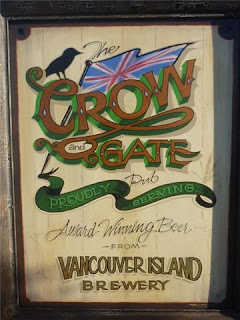 The
CROW
and
GATE
Pub
PROUDLY SERVING
Award-Winning Beer
-FROM-
VANCOUVER ISLAND
BREWERY